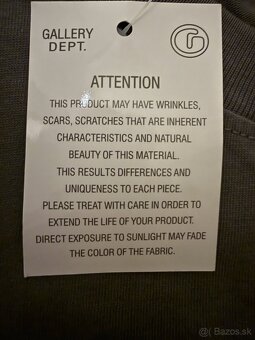 GALLERY
DEPT.
G
ATTENTION
THIS PRODUCT MAY HAVE WRINKLES,
SCARS, SCRATCHES THAT ARE INHERENT
CHARACTERISTICS AND NATURAL
BEAUTY OF THIS MATERIAL.
THIS RESULTS DIFFERENCES AND
UNIQUENESS TO EACH PIECE.
PLEASE TREAT WITH CARE IN ORDER TO
EXTEND THE LIFE OF YOUR PRODUCT.
DIRECT EXPOSURE TO SUNLIGHT MAY FADE
THE COLOR OF THE FABRIC.
Bazos.sk